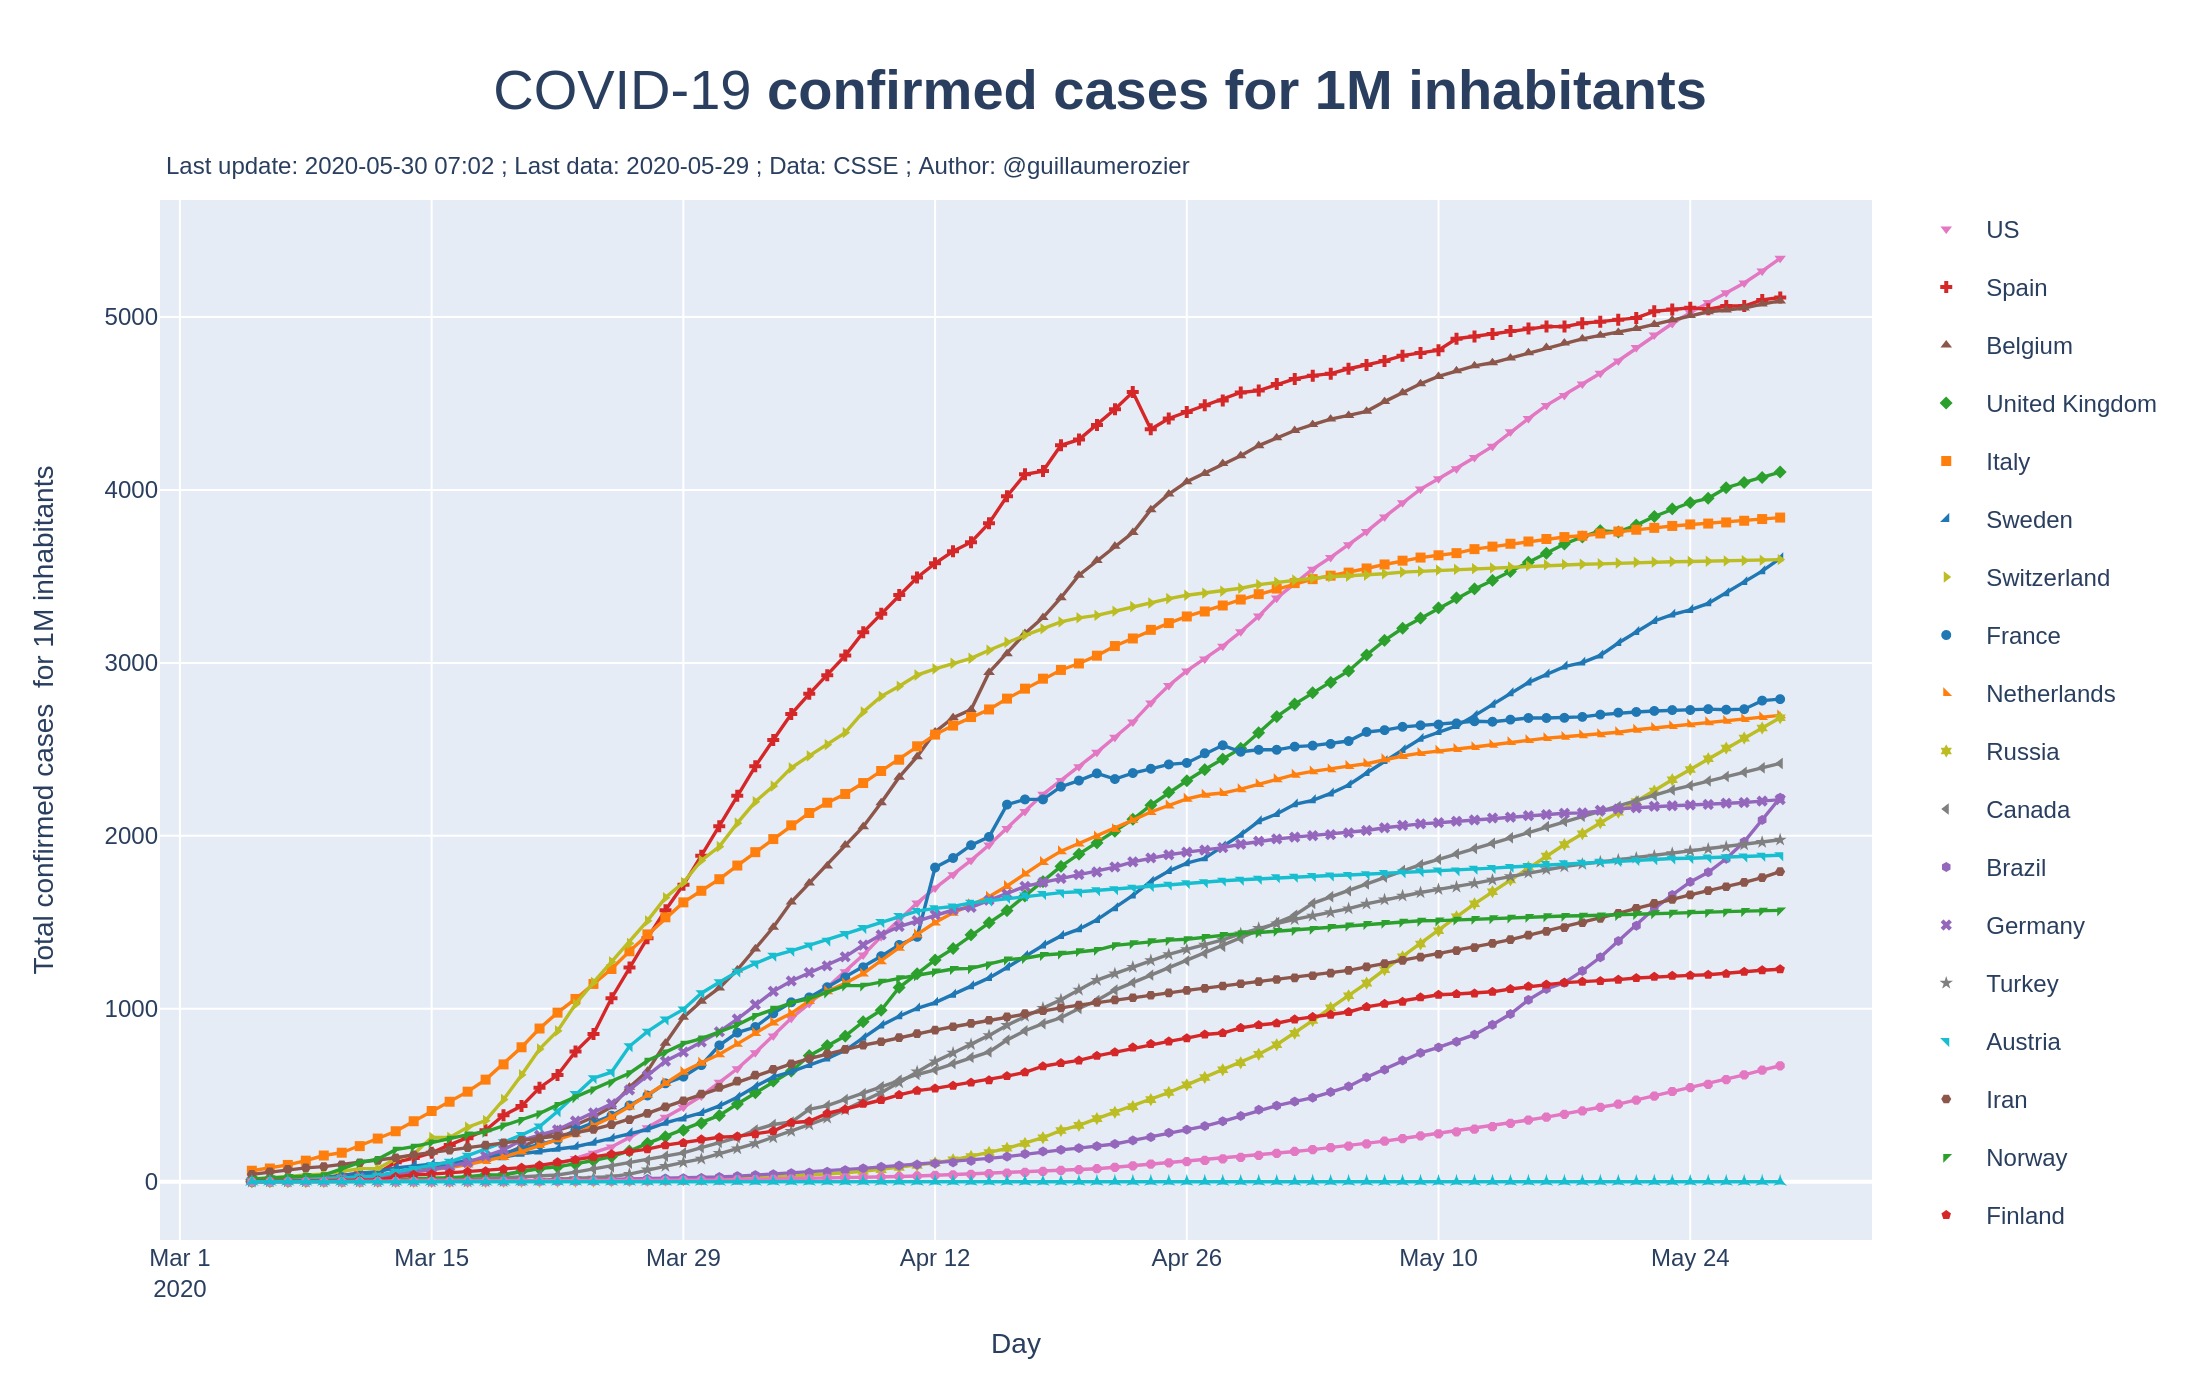 COVID-19 confirmed cases for 1M inhabitants
Last update: 2020-05-30 07:02 ; Last data: 2020-05-29 ; Data: CSSE ; Author: @guillaumerozier
Total confirmed cases  for 1M inhabitants
5000
4000
3000
2000
1000
0
Mar 1
2020
Mar 15
Mar 29
Apr 12
Apr 26
May 10
May 24
Day
US
Spain
Belgium
United Kingdom
Italy
Sweden
Switzerland
France
Netherlands
Russia
Canada
Brazil
Germany
Turkey
Austria
Iran
Norway
Finland